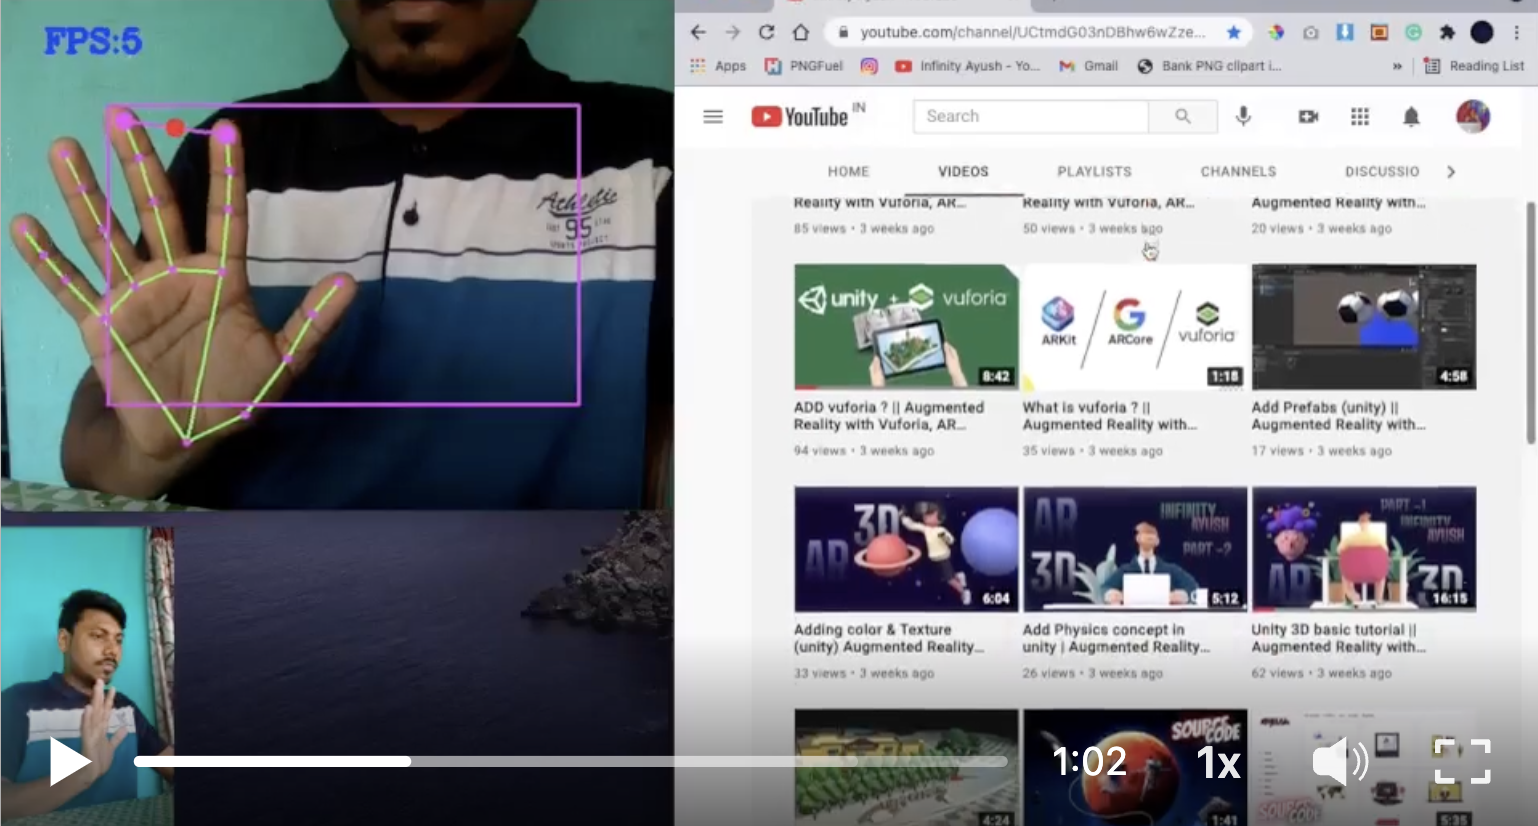 FPS:5
Athletic
95
youtube.com/channel/UCtmdG03nDBhw6wZze...
Apps
PNGFuel
Infinity Ayush - Yo...
Gmail
Bank PNG clipart i...
»
Reading List
YouTube IN
Search
HOME
VIDEOS
PLAYLISTS
CHANNELS
DISCUSSIO
Reality with Vuforia, AR...
85 views • 3 weeks ago
Reality with Vuforia, AR...
50 views • 3 weeks ago
Augmented Reality with...
20 views • 3 weeks ago
unity + vuforia
8:42
ARKit
ARCore
vuforia
1:18
4:58
ADD vuforia ? || Augmented
Reality with Vuforia, AR...
94 views • 3 weeks ago
What is vuforia ? ||
Augmented Reality with...
35 views • 3 weeks ago
Add Prefabs (unity) ||
Augmented Reality with...
17 views • 3 weeks ago
3D
AR
6:04
AR
3D
INFINITY
AYUSH
PART -2
5:12
PART -1
INFINITY
AYUSH
AR
3D
16:15
Adding color & Texture
(unity) Augmented Reality...
33 views • 3 weeks ago
Add Physics concept in
unity | Augmented Reality...
26 views • 3 weeks ago
Unity 3D basic tutorial ||
Augmented Reality with...
62 views • 3 weeks ago
4:24
SOURCE
CODE
1:41
SOURCE
CODE
5:35
1:02
1x